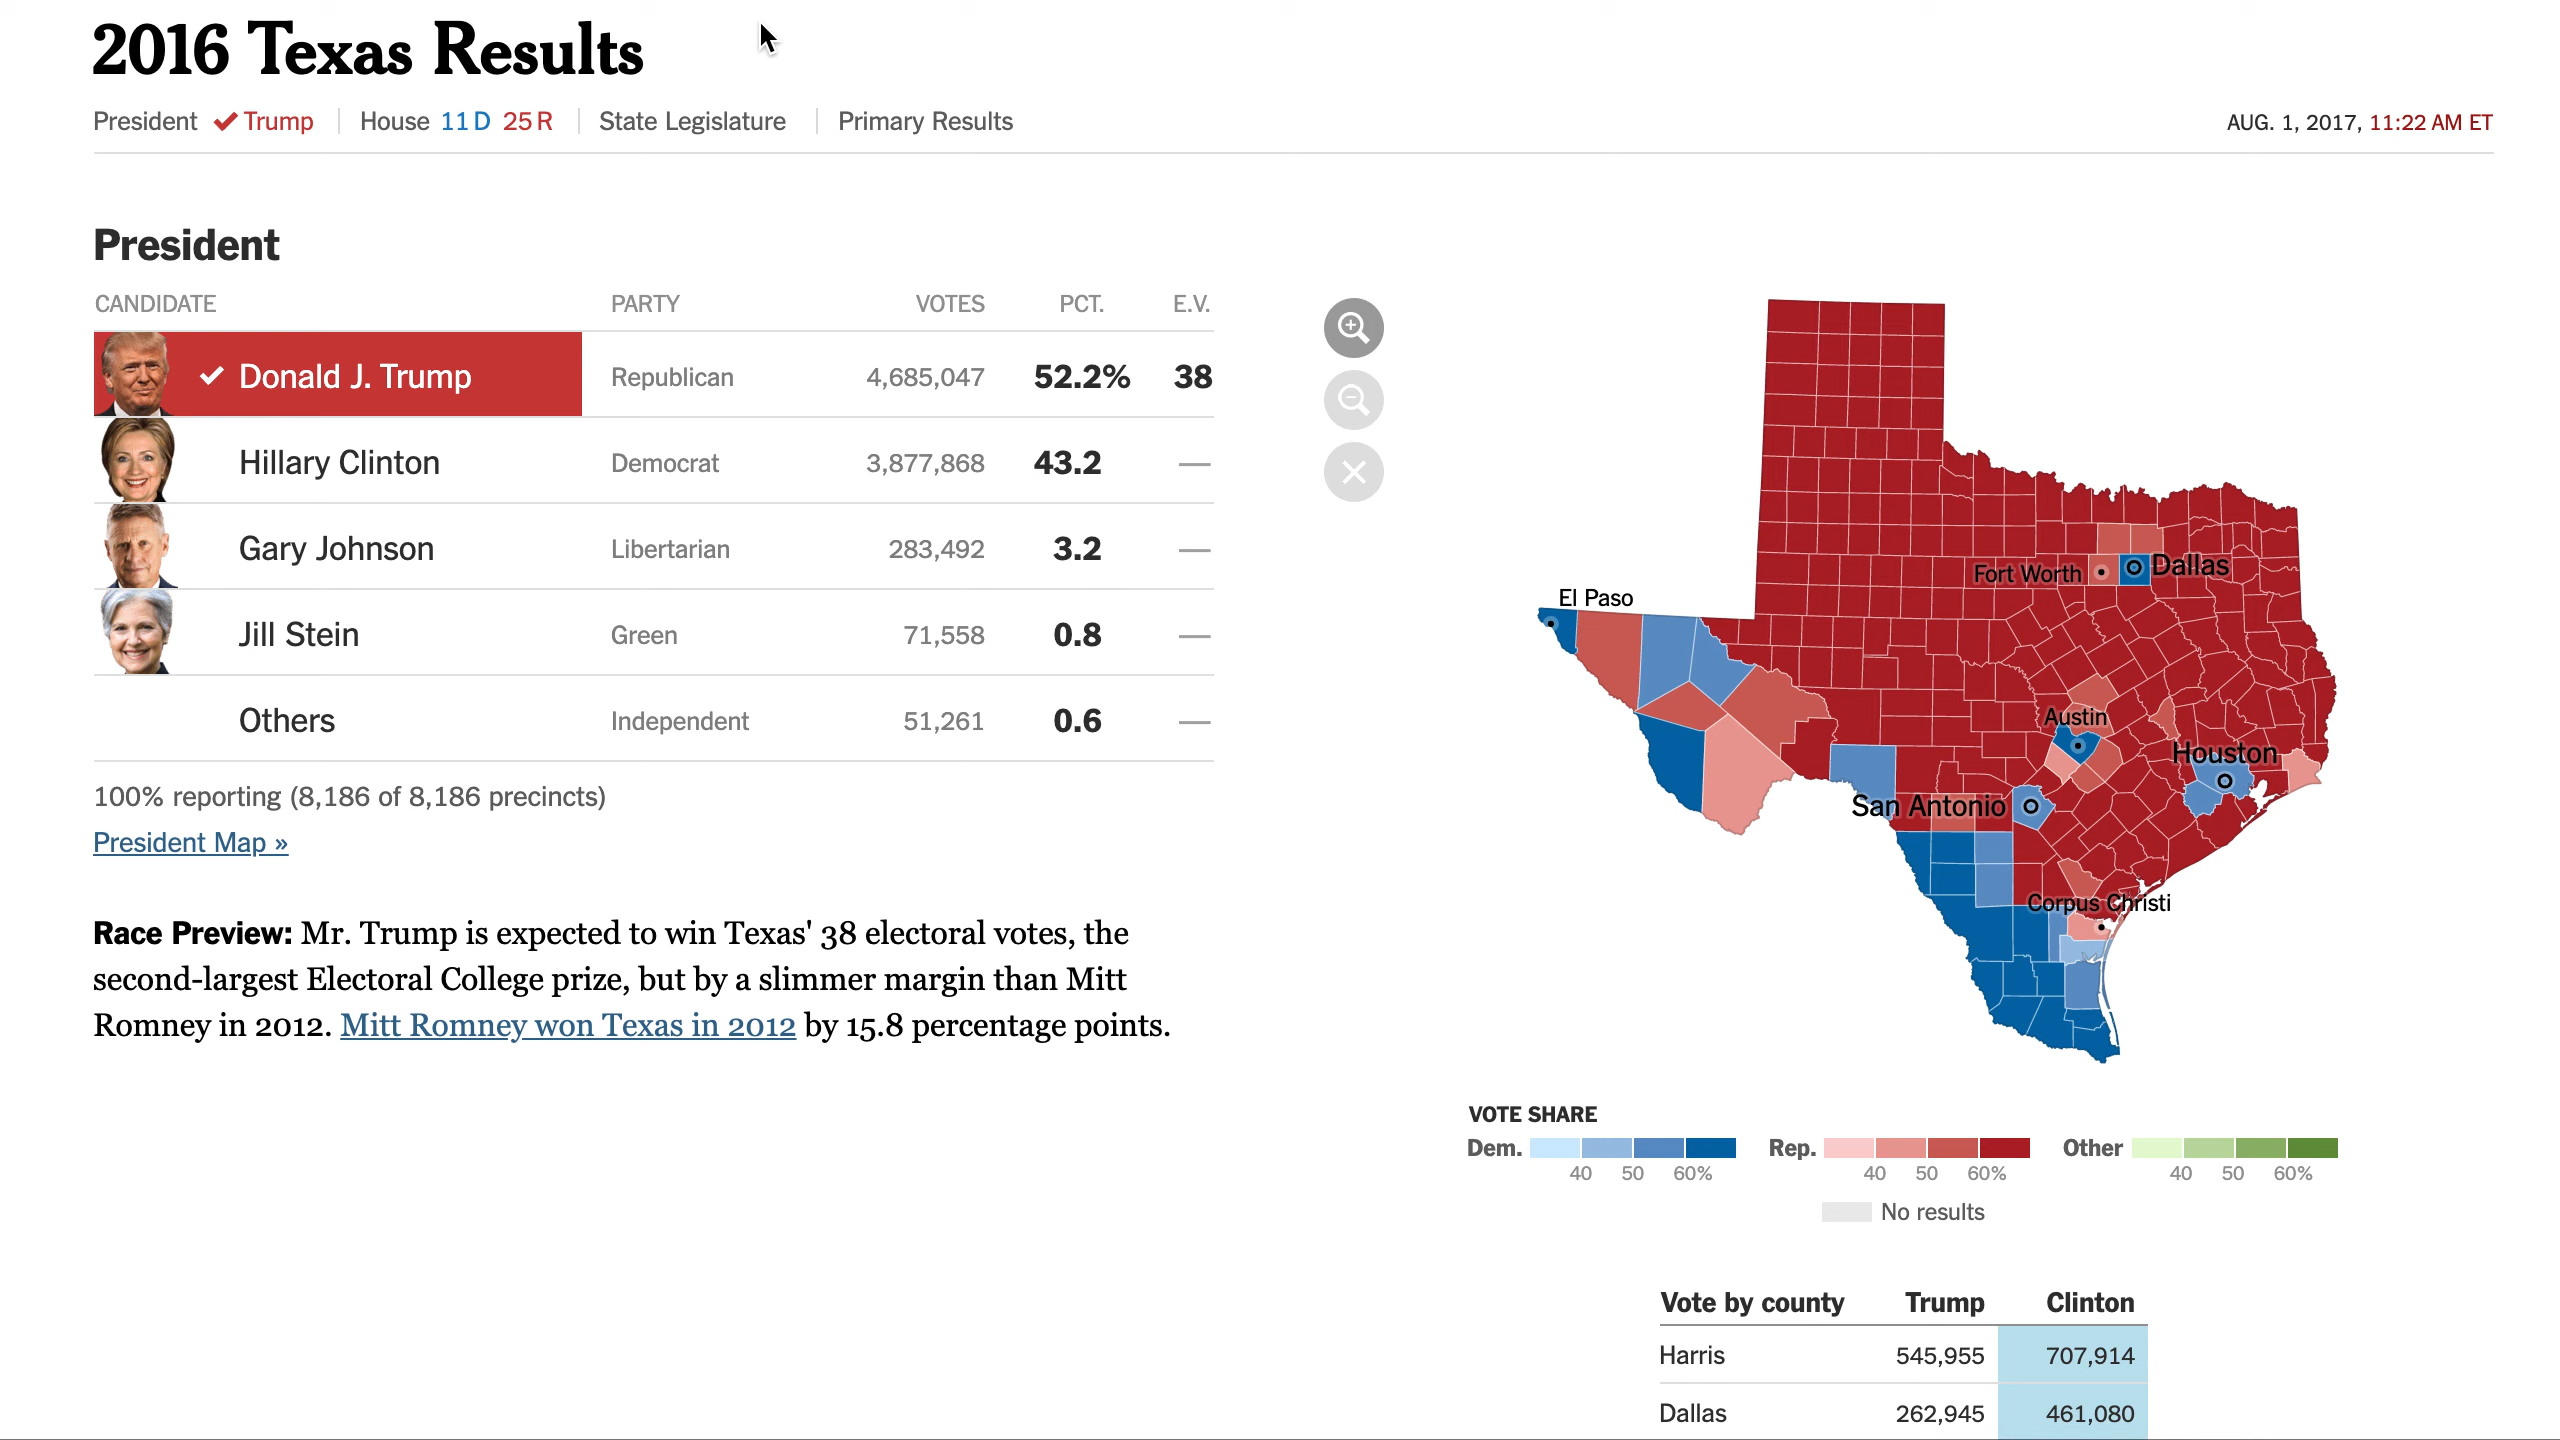 2016 Texas Results
President Trump House 11 D 25 R State Legislature Primary Results
AUG. 1, 2017, 11:22 AM ET
President
CANDIDATE PARTY VOTES PCT. E.V.
Donald J. Trump Republican 4,685,047 52.2% 38
Hillary Clinton Democrat 3,877,868 43.2 —
Gary Johnson Libertarian 283,492 3.2 —
Jill Stein Green 71,558 0.8 —
Others Independent 51,261 0.6 —
100% reporting (8,186 of 8,186 precincts)
President Map »
Race Preview: Mr. Trump is expected to win Texas' 38 electoral votes, the
second-largest Electoral College prize, but by a slimmer margin than Mitt
Romney in 2012. Mitt Romney won Texas in 2012 by 15.8 percentage points.
Dallas
Fort Worth
El Paso
Austin
Houston
San Antonio
Corpus Christi
VOTE SHARE
Dem. Rep. Other
40 50 60% 40 50 60% 40 50 60%
No results
Vote by county Trump Clinton
Harris 545,955 707,914
Dallas 262,945 461,080